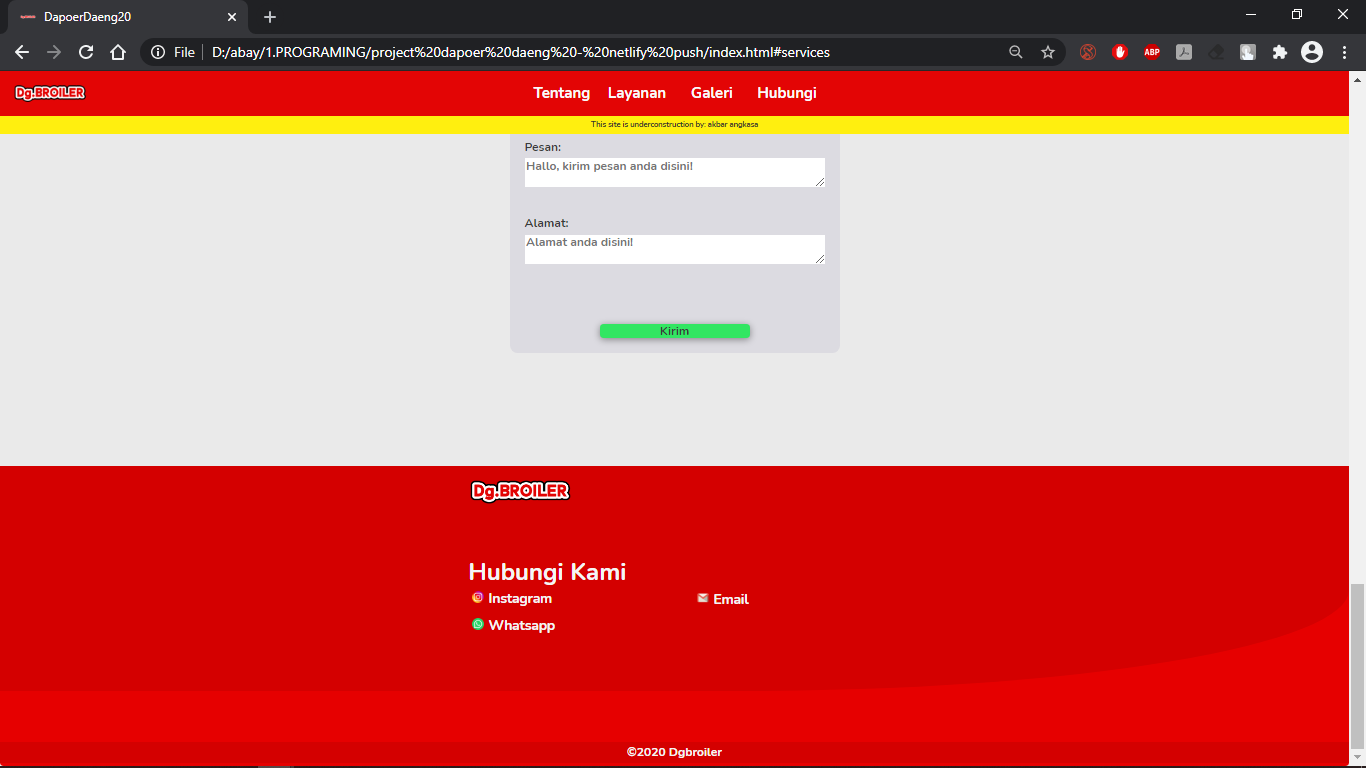 DapoerDaeng20
File D:/abay/1.PROGRAMING/project%20dapoer%20daeng%20-%20netlify%20push/index.html#services
ABP
Dg.BROILER Tentang Layanan Galeri Hubungi
This site is underconstruction by: akbar angkasa
Pesan:
Hallo, kirim pesan anda disini!
Alamat:
Alamat anda disini!
Kirim
Dg.BROILER
Hubungi Kami
Instagram Email
Whatsapp
©2020 Dgbroiler